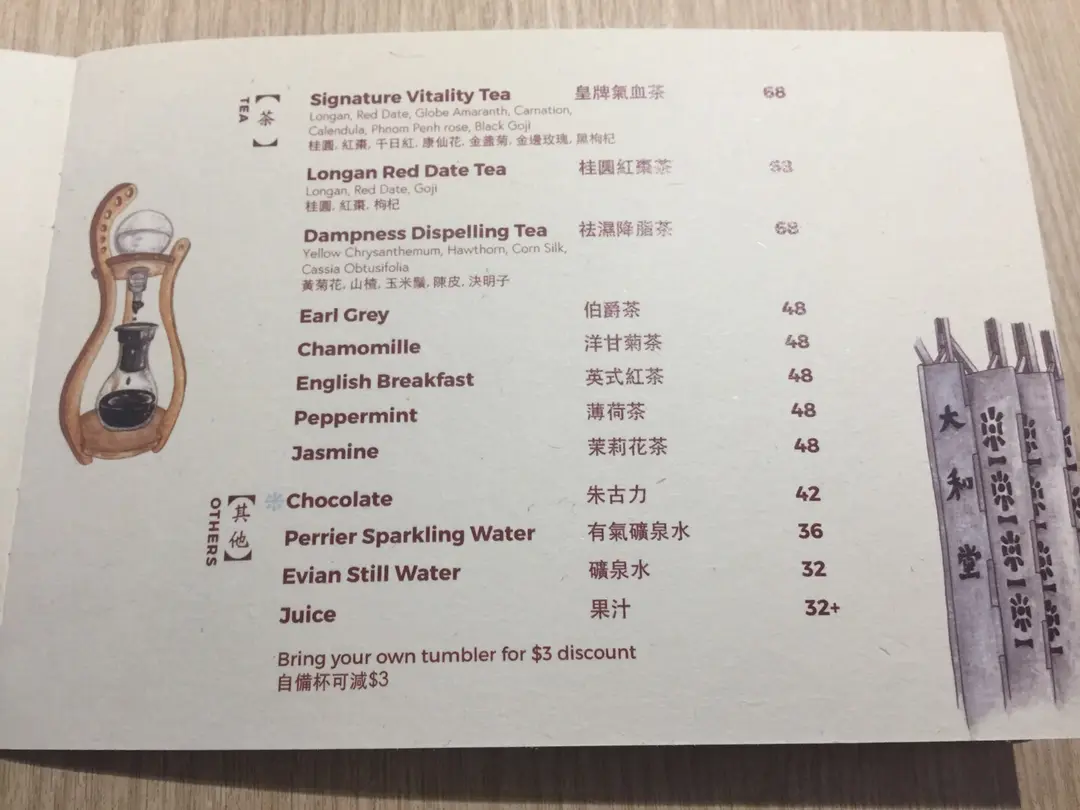 【茶】
TEA
Signature Vitality Tea 皇牌氣血茶 68
Longan, Red Date, Globe Amaranth, Carnation,
Calendula, Phnom Penh rose, Black Goji
桂圓, 紅棗, 千日紅, 康仙花, 金盞菊, 金邊玫瑰, 黑枸杞
Longan Red Date Tea 桂圓紅棗茶
Longan, Red Date, Goji
桂圓, 紅棗, 枸杞
Dampness Dispelling Tea 祛濕降脂茶 68
Yellow Chrysanthemum, Hawthorn, Corn Silk,
Cassia Obtusifolia
黃菊花, 山楂, 玉米鬚, 陳皮, 決明子
Earl Grey 伯爵茶 48
Chamomille 洋甘菊茶 48
English Breakfast 英式紅茶 48
Peppermint 薄荷茶 48
Jasmine 茉莉花茶 48
【其他】
OTHERS
Chocolate 朱古力 42
Perrier Sparkling Water 有氣礦泉水 36
Evian Still Water 礦泉水 32
Juice 果汁 32+
Bring your own tumbler for $3 discount
自備杯可減$3
大和堂